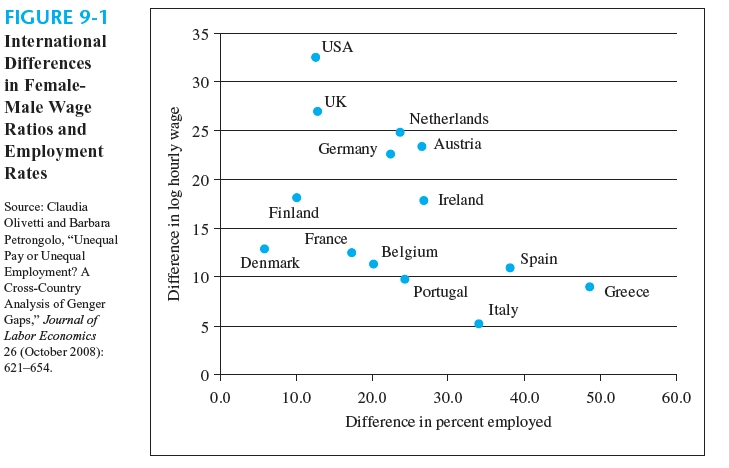 FIGURE 9-1
International
Differences
in Female-
Male Wage
Ratios and
Employment
Rates
Source: Claudia
Olivetti and Barbara
Petrongolo, “Unequal
Pay or Unequal
Employment? A
Cross-Country
Analysis of Genger
Gaps,” Journal of
Labor Economics
26 (October 2008):
621–654.
Difference in log hourly wage
35
30
25
20
15
10
5
0
USA
UK
Netherlands
Germany
Austria
Ireland
Finland
France
Denmark
Belgium
Spain
Portugal
Greece
Italy
0.0 10.0 20.0 30.0 40.0 50.0 60.0
Difference in percent employed